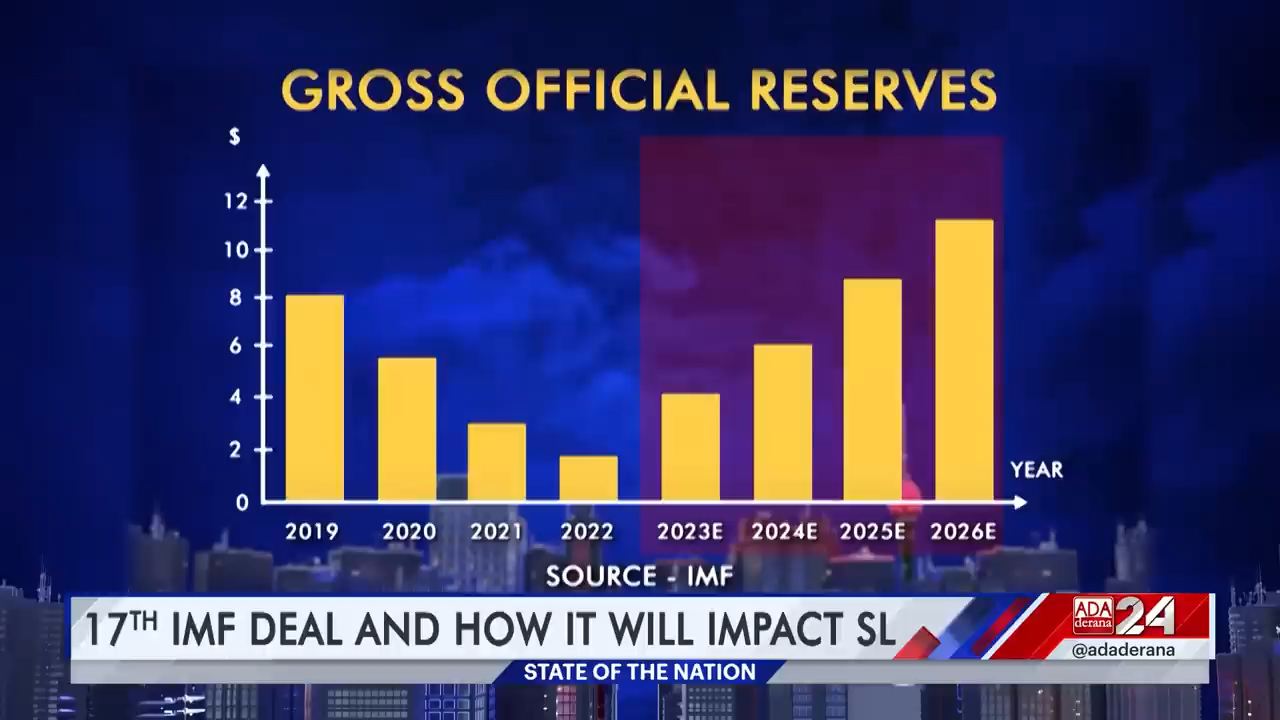 GROSS OFFICIAL RESERVES
$
12
10
8
6
4
2
0
YEAR
2019 2020 2021 2022 2023E 2024E 2025E 2026E
SOURCE - IMF
17TH IMF DEAL AND HOW IT WILL IMPACT SL
ADA
derana
24
@adaderana
STATE OF THE NATION